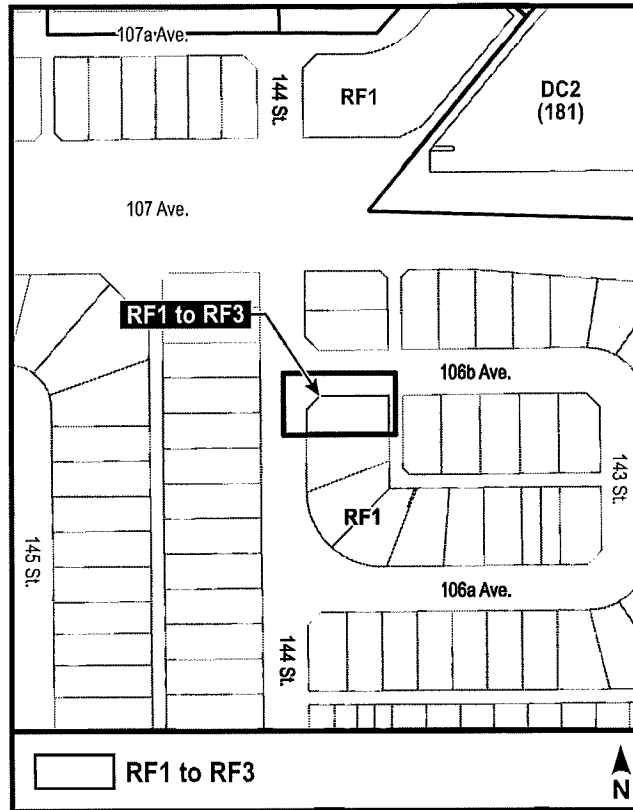 107a Ave.
144 St.
RF1
DC2
(181)
107 Ave.
RF1 to RF3
106b Ave.
143 St.
RF1
145 St.
106a Ave.
144 St.
RF1 to RF3
N